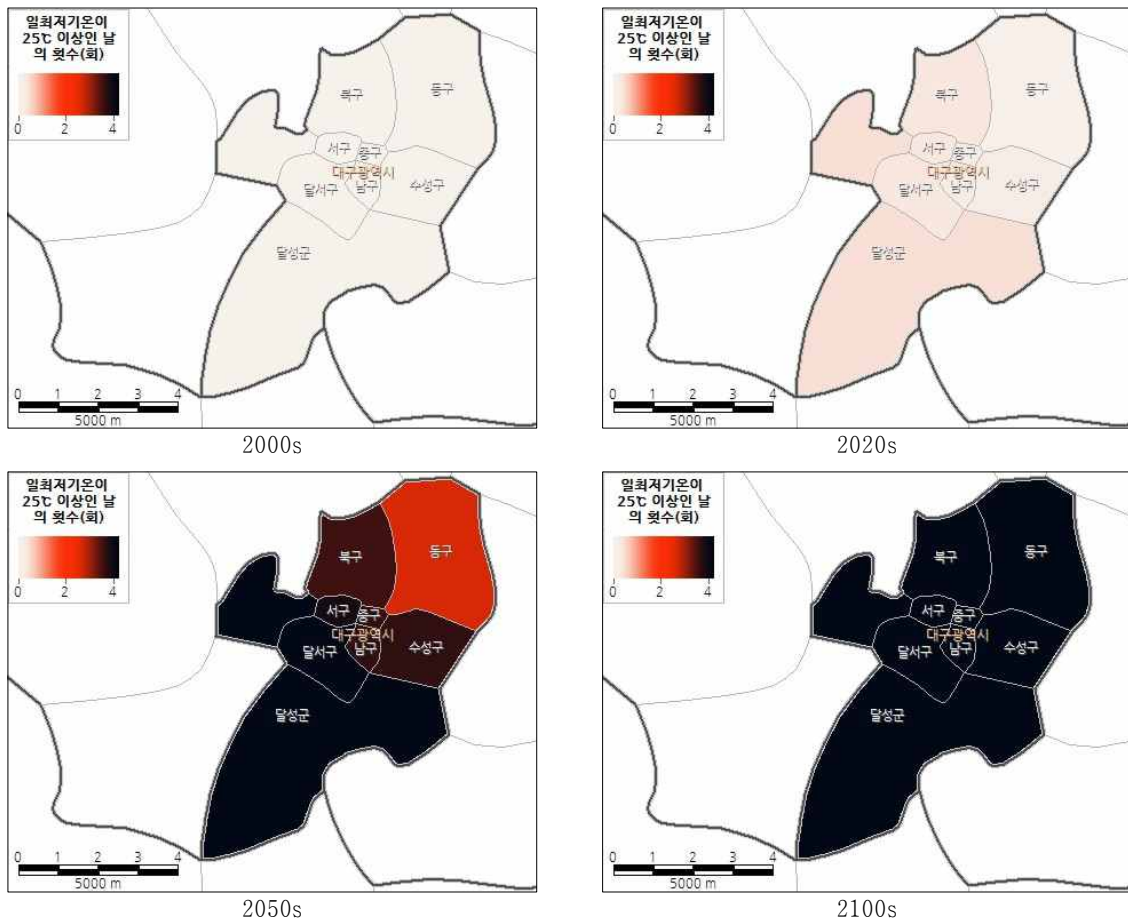 일최저기온이
25℃ 이상인 날
의 횟수(회)
0 2 4
북구
동구
서구
중구
대구광역시
달서구
남구
수성구
달성군
0 1 2 3 4
5000 m
2000s
일최저기온이
25℃ 이상인 날
의 횟수(회)
0 2 4
북구
동구
서구
중구
대구광역시
달서구
남구
수성구
달성군
0 1 2 3 4
5000 m
2020s
일최저기온이
25℃ 이상인 날
의 횟수(회)
0 2 4
북구
동구
서구
중구
대구광역시
달서구
남구
수성구
달성군
0 1 2 3 4
5000 m
2050s
일최저기온이
25℃ 이상인 날
의 횟수(회)
0 2 4
북구
동구
서구
중구
대구광역시
달서구
남구
수성구
달성군
0 1 2 3 4
5000 m
2100s